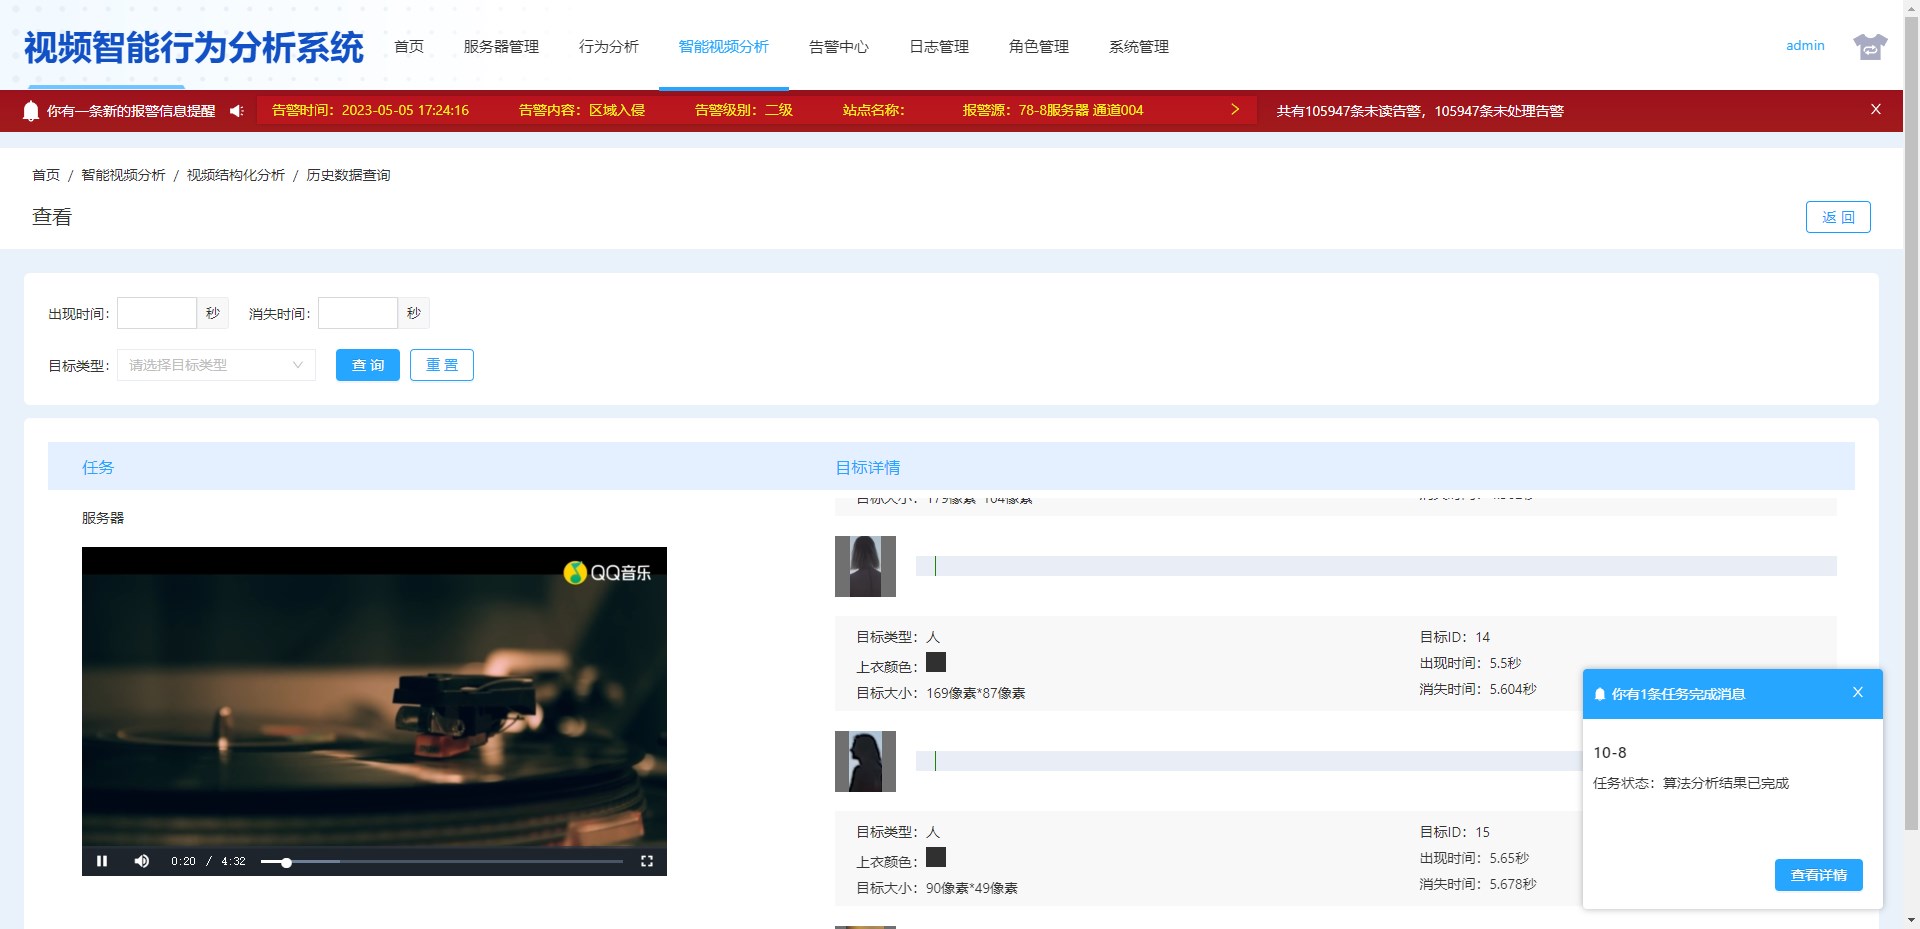 视频智能行为分析系统
首页 服务器管理 行为分析 智能视频分析 告警中心 日志管理 角色管理 系统管理 admin
你有一条新的报警信息提醒 告警时间：2023-05-05 17:24:16 告警内容：区域入侵 告警级别：二级 站点名称： 报警源：78-8服务器 通道004 共有105947条未读告警，105947条未处理告警
首页 / 智能视频分析 / 视频结构化分析 / 历史数据查询
查看
返 回
出现时间： 秒 消失时间： 秒
目标类型： 请选择目标类型 查 询 重 置
任务 目标详情
目标大小：179像素*104像素
服务器
QQ音乐
0:20 / 4:32
目标类型：人 目标ID：14
上衣颜色： 出现时间：5.5秒
目标大小：169像素*87像素 消失时间：5.604秒
目标类型：人 目标ID：15
上衣颜色： 出现时间：5.65秒
目标大小：90像素*49像素 消失时间：5.678秒
你有1条任务完成消息
10-8
任务状态：算法分析结果已完成
查看详情